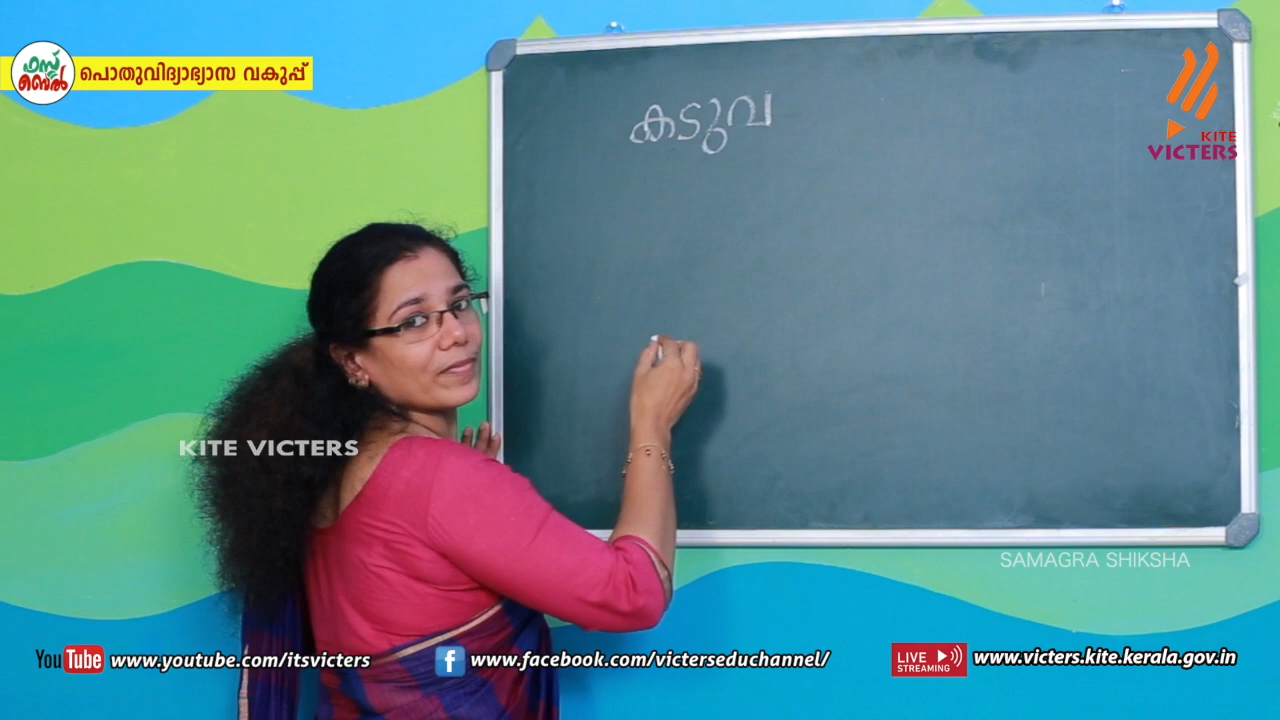 ഫസ്റ്റ്
ബെൽ
പൊതുവിദ്യാഭ്യാസ വകുപ്പ്
കടുവ
KITE
VICTERS
KITE VICTERS
SAMAGRA SHIKSHA
YouTube www.youtube.com/itsvicters
f www.facebook.com/victerseduchannel/
LIVE
STREAMING
www.victers.kite.kerala.gov.in